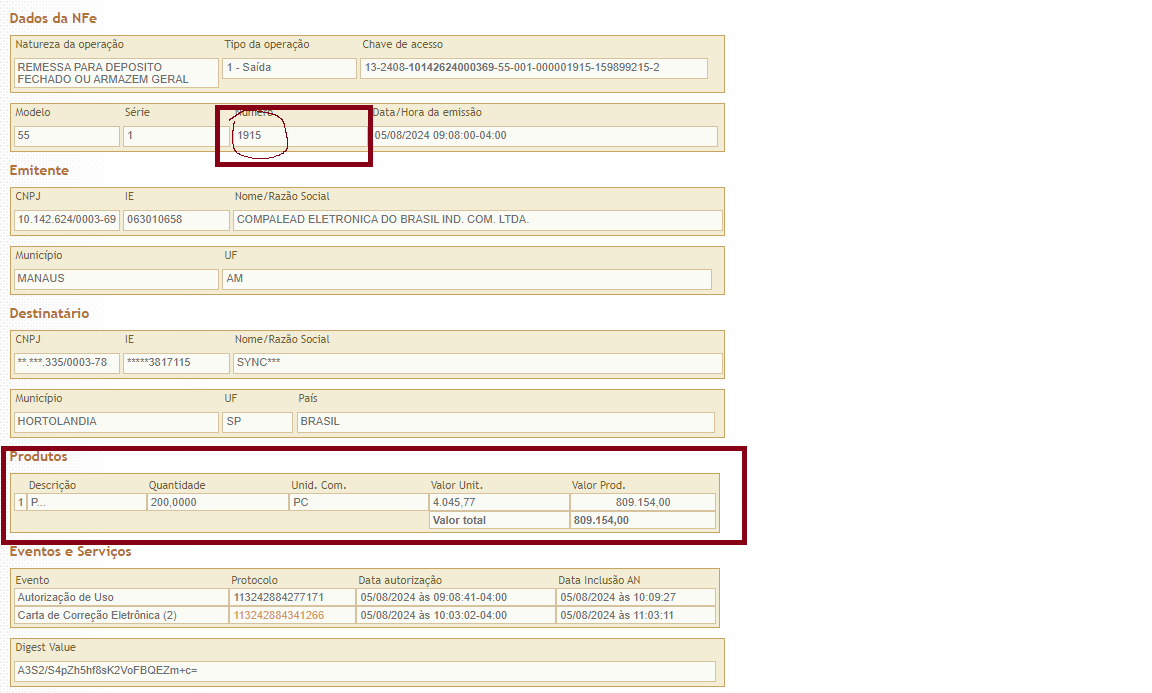 Dados da NFe
Natureza da operação Tipo da operação Chave de acesso
REMESSA PARA DEPOSITO
FECHADO OU ARMAZEM GERAL
1 - Saída 13-2408-10142624000369-55-001-000001915-159899215-2
Modelo Série Número Data/Hora da emissão
55 1 1915 05/08/2024 09:08:00-04:00
Emitente
CNPJ IE Nome/Razão Social
10.142.624/0003-69 063010658 COMPALEAD ELETRONICA DO BRASIL IND. COM. LTDA.
Município UF
MANAUS AM
Destinatário
CNPJ IE Nome/Razão Social
**.***.335/0003-78 *****3817115 SYNC***
Município UF País
HORTOLANDIA SP BRASIL
Produtos
Descrição Quantidade Unid. Com. Valor Unit. Valor Prod.
1 P... 200,0000 PC 4.045,77 809.154,00
Valor total 809.154,00
Eventos e Serviços
Evento Protocolo Data autorização Data Inclusão AN
Autorização de Uso 113242884277171 05/08/2024 às 09:08:41-04:00 05/08/2024 às 10:09:27
Carta de Correção Eletrônica (2) 113242884341266 05/08/2024 às 10:03:02-04:00 05/08/2024 às 11:03:11
Digest Value
A3S2/S4pZh5hf8sK2VoFBQEZm+c=